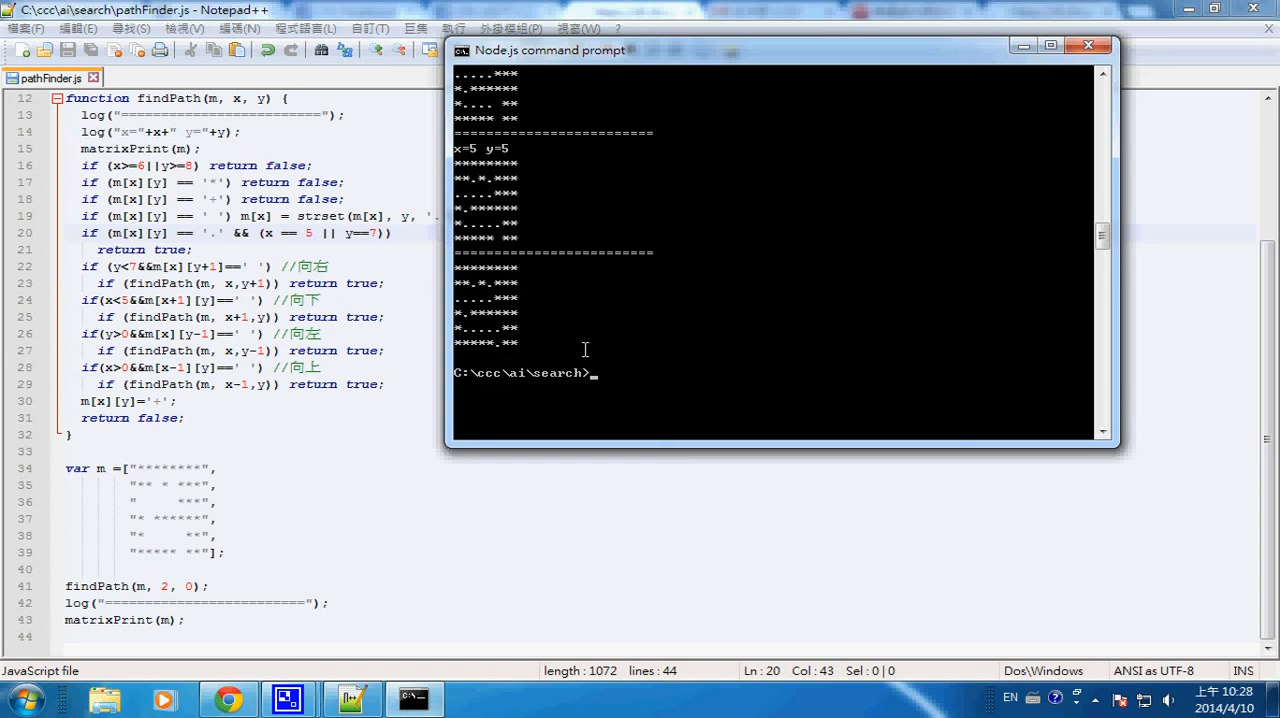 C:\ccc\ai\search\pathFinder.js - Notepad++
檔案(F) 編輯(E) 尋找(S) 檢視(V) 編碼(N) 程式語言(L) 自訂(T) 巨集 執行 外掛模組(P) 視窗(W) ?
pathFinder.js
12 function findPath(m, x, y) {
13 log("=========================");
14 log("x="+x+" y="+y);
15 matrixPrint(m);
16 if (x>=6||y>=8) return false;
17 if (m[x][y] == '*') return false;
18 if (m[x][y] == '+') return false;
19 if (m[x][y] == ' ') m[x] = strset(m[x], y, '.
20 if (m[x][y] == '.' && (x == 5 || y==7))
21 return true;
22 if (y<7&&m[x][y+1]==' ') //向右
23 if (findPath(m, x,y+1)) return true;
24 if(x<5&&m[x+1][y]==' ') //向下
25 if (findPath(m, x+1,y)) return true;
26 if(y>0&&m[x][y-1]==' ') //向左
27 if (findPath(m, x,y-1)) return true;
28 if(x>0&&m[x-1][y]==' ') //向上
29 if (findPath(m, x-1,y)) return true;
30 m[x][y]='+';
31 return false;
32 }
33
34 var m =["********",
35 "** * ***",
36 "     ***",
37 "* ******",
38 "*     **",
39 "***** **"];
40
41 findPath(m, 2, 0);
42 log("=========================");
43 matrixPrint(m);
44
Node.js command prompt
.....***
*.******
*.... **
***** **
=========================
x=5 y=5
********
**.*.***
.....***
*.******
*.....**
***** **
=========================
********
**.*.***
.....***
*.******
*.....**
*****.**
C:\ccc\ai\search>_
JavaScript file length : 1072 lines : 44 Ln : 20 Col : 43 Sel : 0 | 0 Dos\Windows ANSI as UTF-8 INS
EN 上午 10:28
2014/4/10